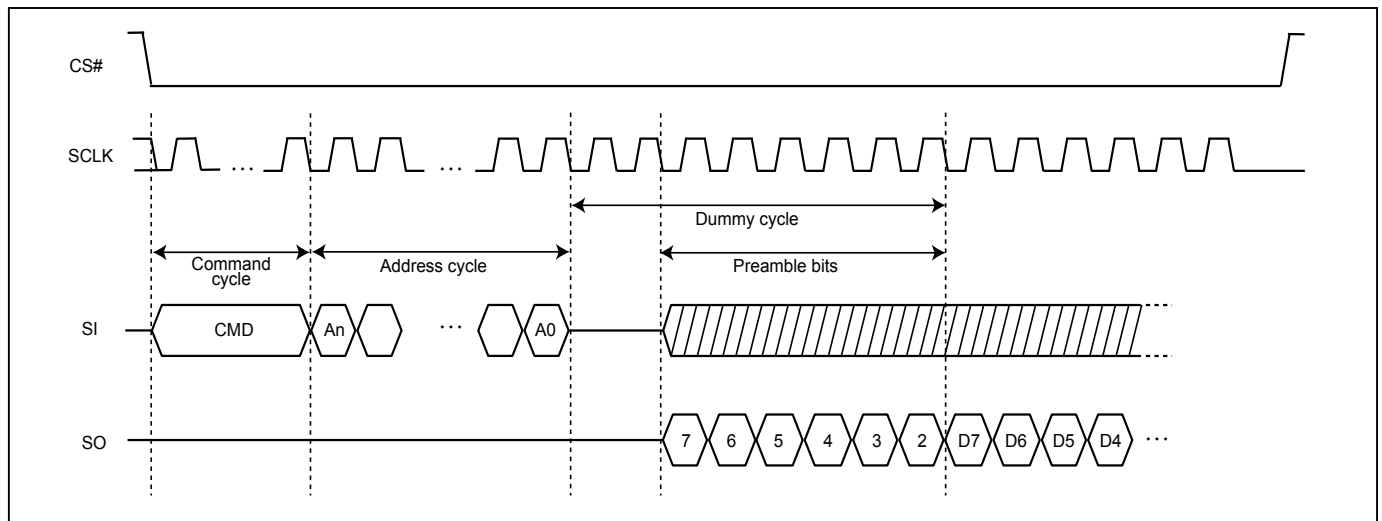 CS#
SCLK
... ...
Dummy cycle
Command
cycle
Address cycle
Preamble bits
SI
CMD
An
...
A0
SO
7 6 5 4 3 2 D7 D6 D5 D4 ...